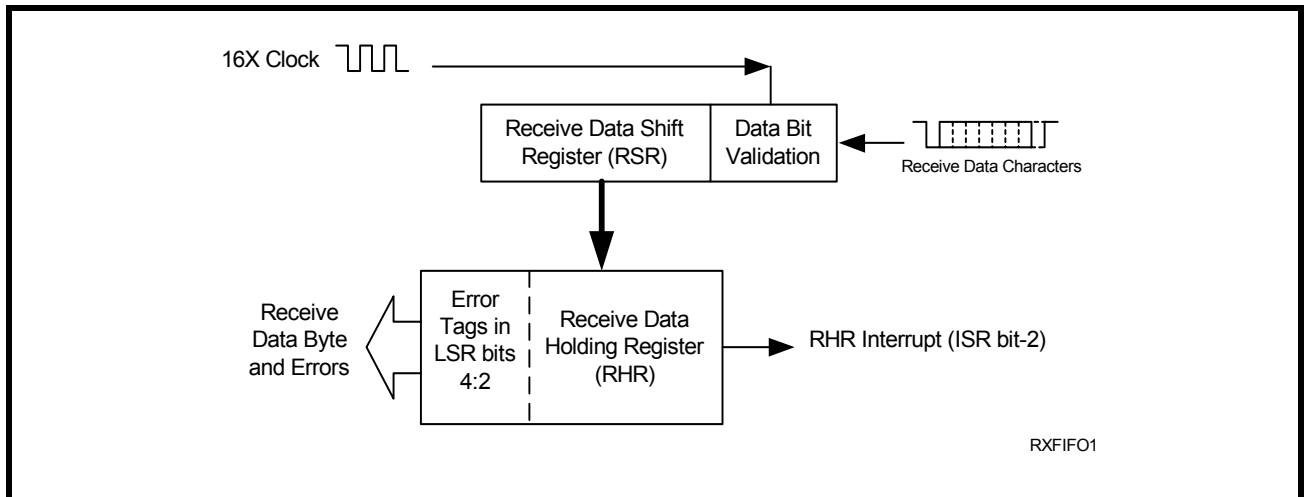 16X Clock
Receive Data Shift
Register (RSR)
Data Bit
Validation
Receive Data Characters
Receive
Data Byte
and Errors
Error
Tags in
LSR bits
4:2
Receive Data
Holding Register
(RHR)
RHR Interrupt (ISR bit-2)
RXFIFO1